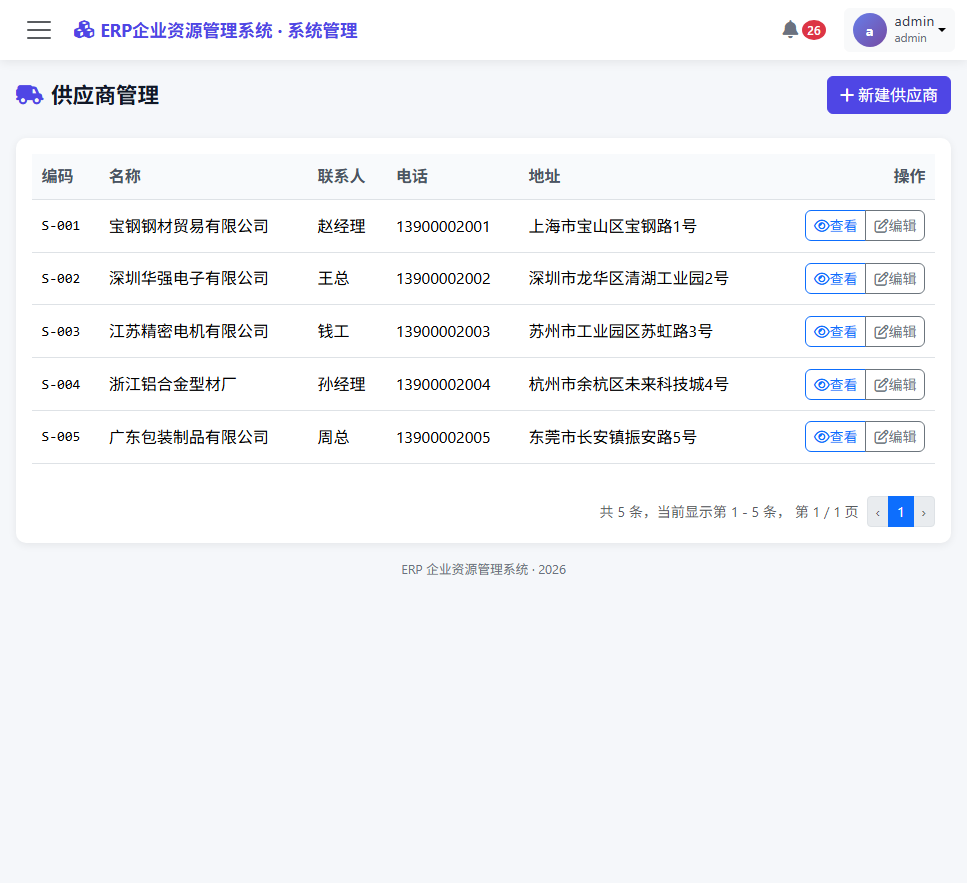 ERP企业资源管理系统 · 系统管理
26
a
admin
admin
供应商管理
新建供应商
编码 名称 联系人 电话 地址 操作
S-001 宝钢钢材贸易有限公司 赵经理 13900002001 上海市宝山区宝钢路1号 查看 编辑
S-002 深圳华强电子有限公司 王总 13900002002 深圳市龙华区清湖工业园2号 查看 编辑
S-003 江苏精密电机有限公司 钱工 13900002003 苏州市工业园区苏虹路3号 查看 编辑
S-004 浙江铝合金型材厂 孙经理 13900002004 杭州市余杭区未来科技城4号 查看 编辑
S-005 广东包装制品有限公司 周总 13900002005 东莞市长安镇振安路5号 查看 编辑
共 5 条，当前显示第 1 - 5 条， 第 1 / 1 页 ‹ 1 ›
ERP 企业资源管理系统 · 2026